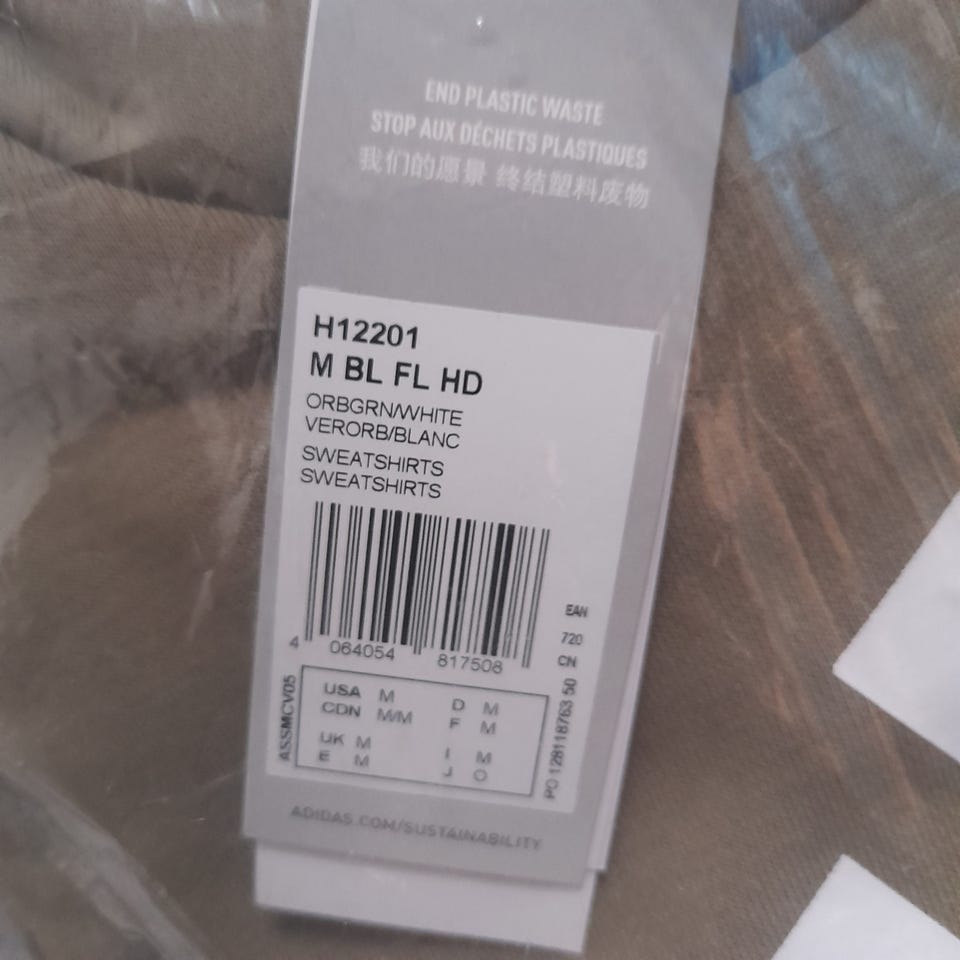 END PLASTIC WASTE
STOP AUX DÉCHETS PLASTIQUES
我们的愿景 终结塑料废物
H12201
M BL FL HD
ORBGRN/WHITE
VERORB/BLANC
SWEATSHIRTS
SWEATSHIRTS
EAN
720
CN
4 064054 817508
ASSMCV05
USA M D M
CDN M/M F M
UK M I M
E M J O
PO 128118763 50
ADIDAS.COM/SUSTAINABILITY